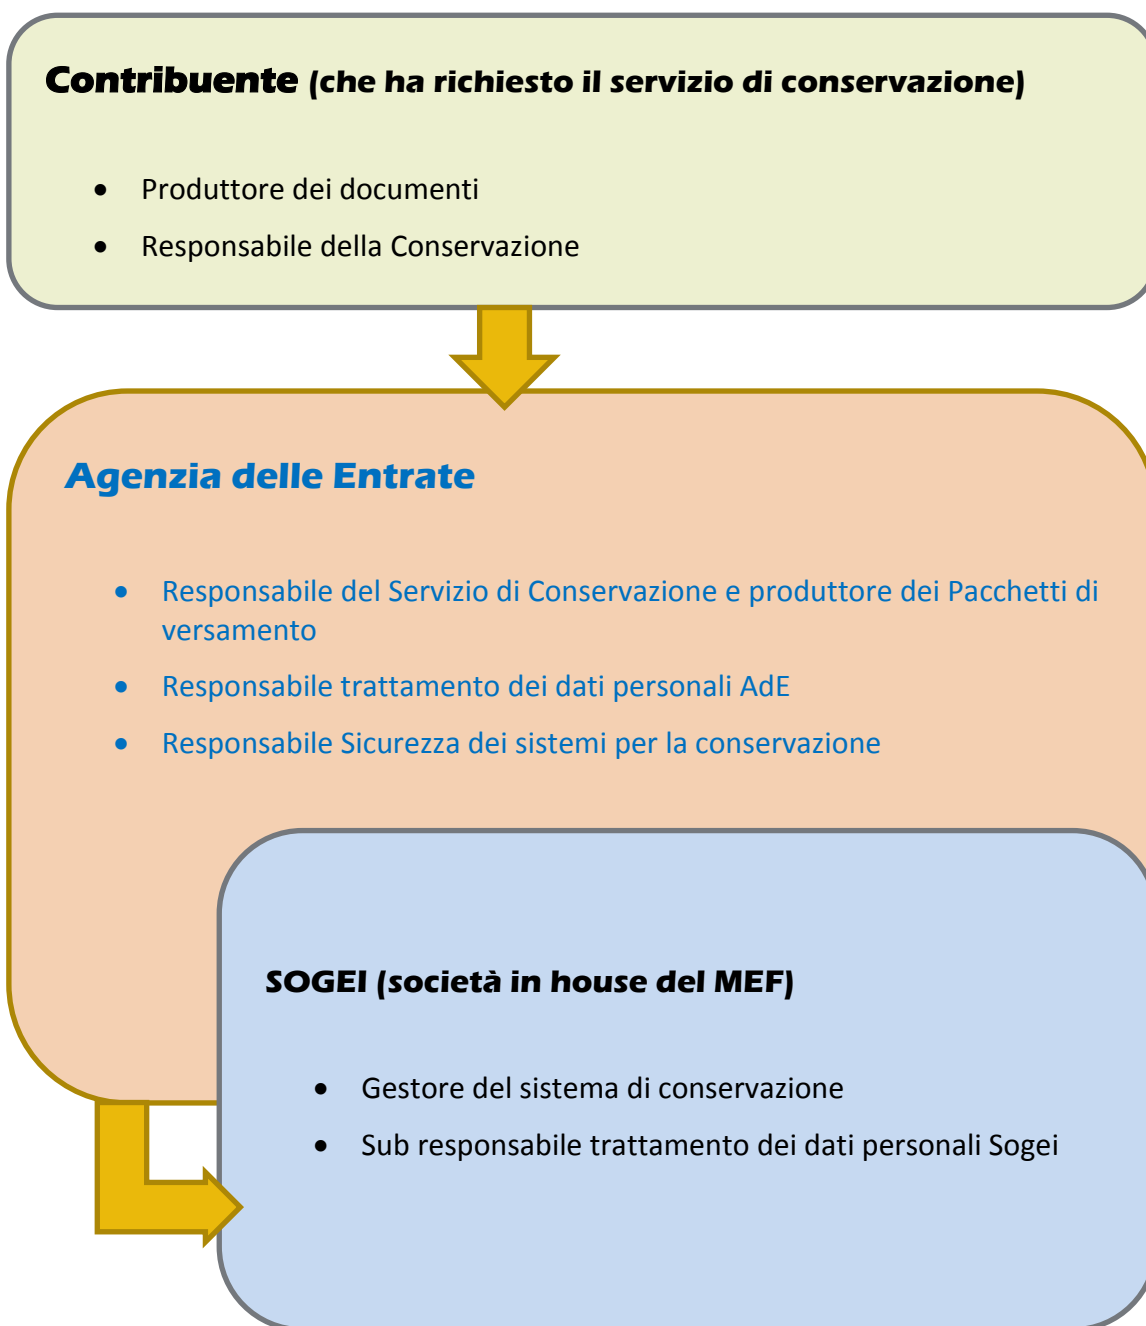 Contribuente (che ha richiesto il servizio di conservazione)
• Produttore dei documenti
• Responsabile della Conservazione
Agenzia delle Entrate
• Responsabile del Servizio di Conservazione e produttore dei Pacchetti di
versamento
• Responsabile trattamento dei dati personali AdE
• Responsabile Sicurezza dei sistemi per la conservazione
SOGEI (società in house del MEF)
• Gestore del sistema di conservazione
• Sub responsabile trattamento dei dati personali Sogei